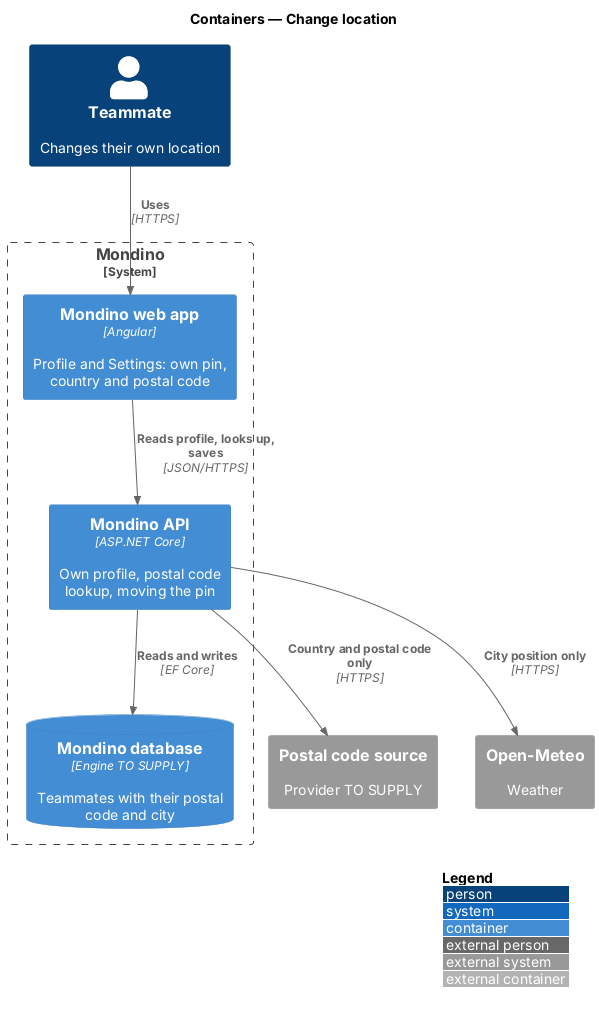 Containers — Change location
Teammate
Changes their own location
Uses
[HTTPS]
Mondino
[System]
Mondino web app
[Angular]
Profile and Settings: own pin,
country and postal code
Reads profile, looks up,
saves
[JSON/HTTPS]
Mondino API
[ASP.NET Core]
Own profile, postal code
lookup, moving the pin
Reads and writes
[EF Core]
Country and postal code
only
[HTTPS]
City position only
[HTTPS]
Mondino database
[Engine TO SUPPLY]
Teammates with their postal
code and city
Postal code source
Provider TO SUPPLY
Open-Meteo
Weather
Legend
person
system
container
external person
external system
external container